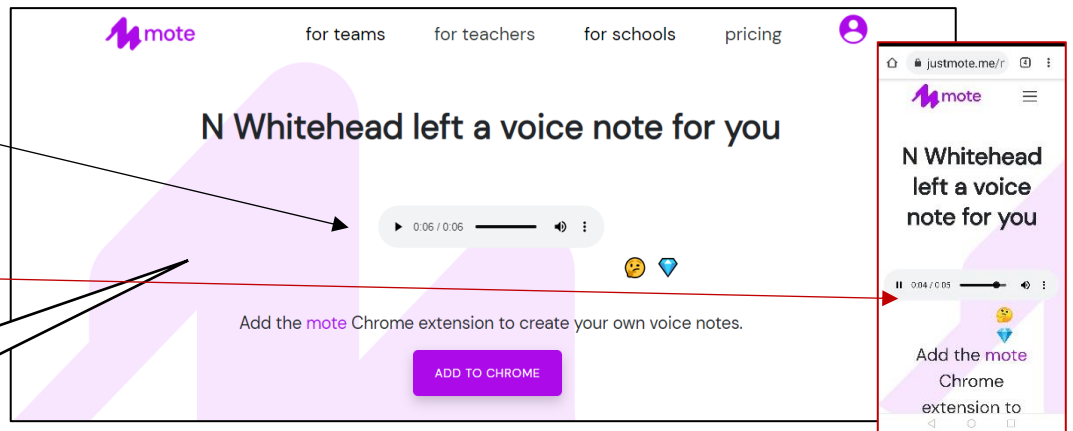 mote
for teams for teachers for schools pricing
N Whitehead left a voice note for you
0:06 / 0:06
Add the mote Chrome extension to create your own voice notes.
ADD TO CHROME
justmote.me/r 4
mote
N Whitehead
left a voice
note for you
0:04 / 0:05
Add the mote
Chrome
extension to